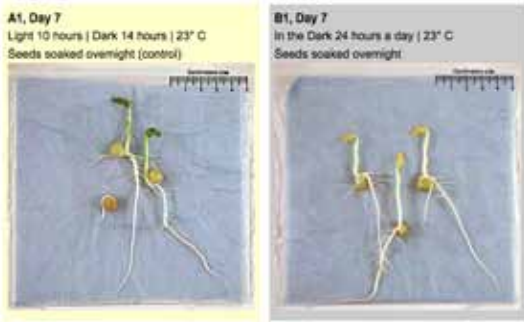 A1, Day 7
Light 10 hours | Dark 14 hours | 23° C
Seeds soaked overnight (control)
B1, Day 7
In the Dark 24 hours a day | 23° C
Seeds soaked overnight